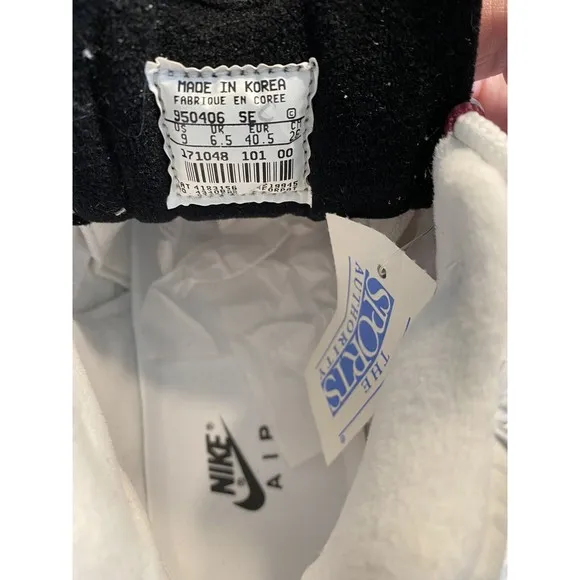 MADE IN KOREA
FABRIQUE EN COREE
950406 SE C
US UK EUR CM
9 6.5 40.5
171048 101 00
4193156
THE
SPORTS
AUTHORITY
NIKE
AIR